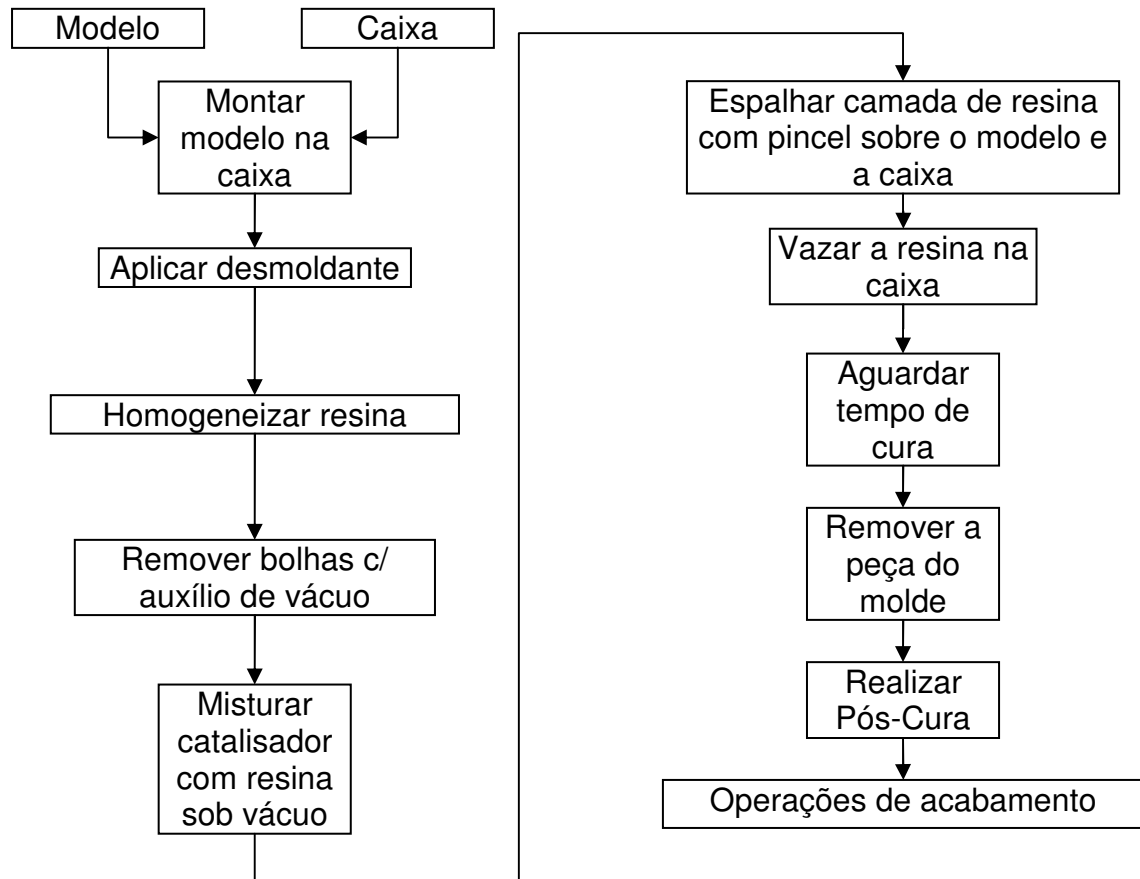 Modelo
Caixa
Montar
modelo na
caixa
Aplicar desmoldante
Homogeneizar resina
Remover bolhas c/
auxílio de vácuo
Misturar
catalisador
com resina
sob vácuo
Espalhar camada de resina
com pincel sobre o modelo e
a caixa
Vazar a resina na
caixa
Aguardar
tempo de
cura
Remover a
peça do
molde
Realizar
Pós-Cura
Operações de acabamento